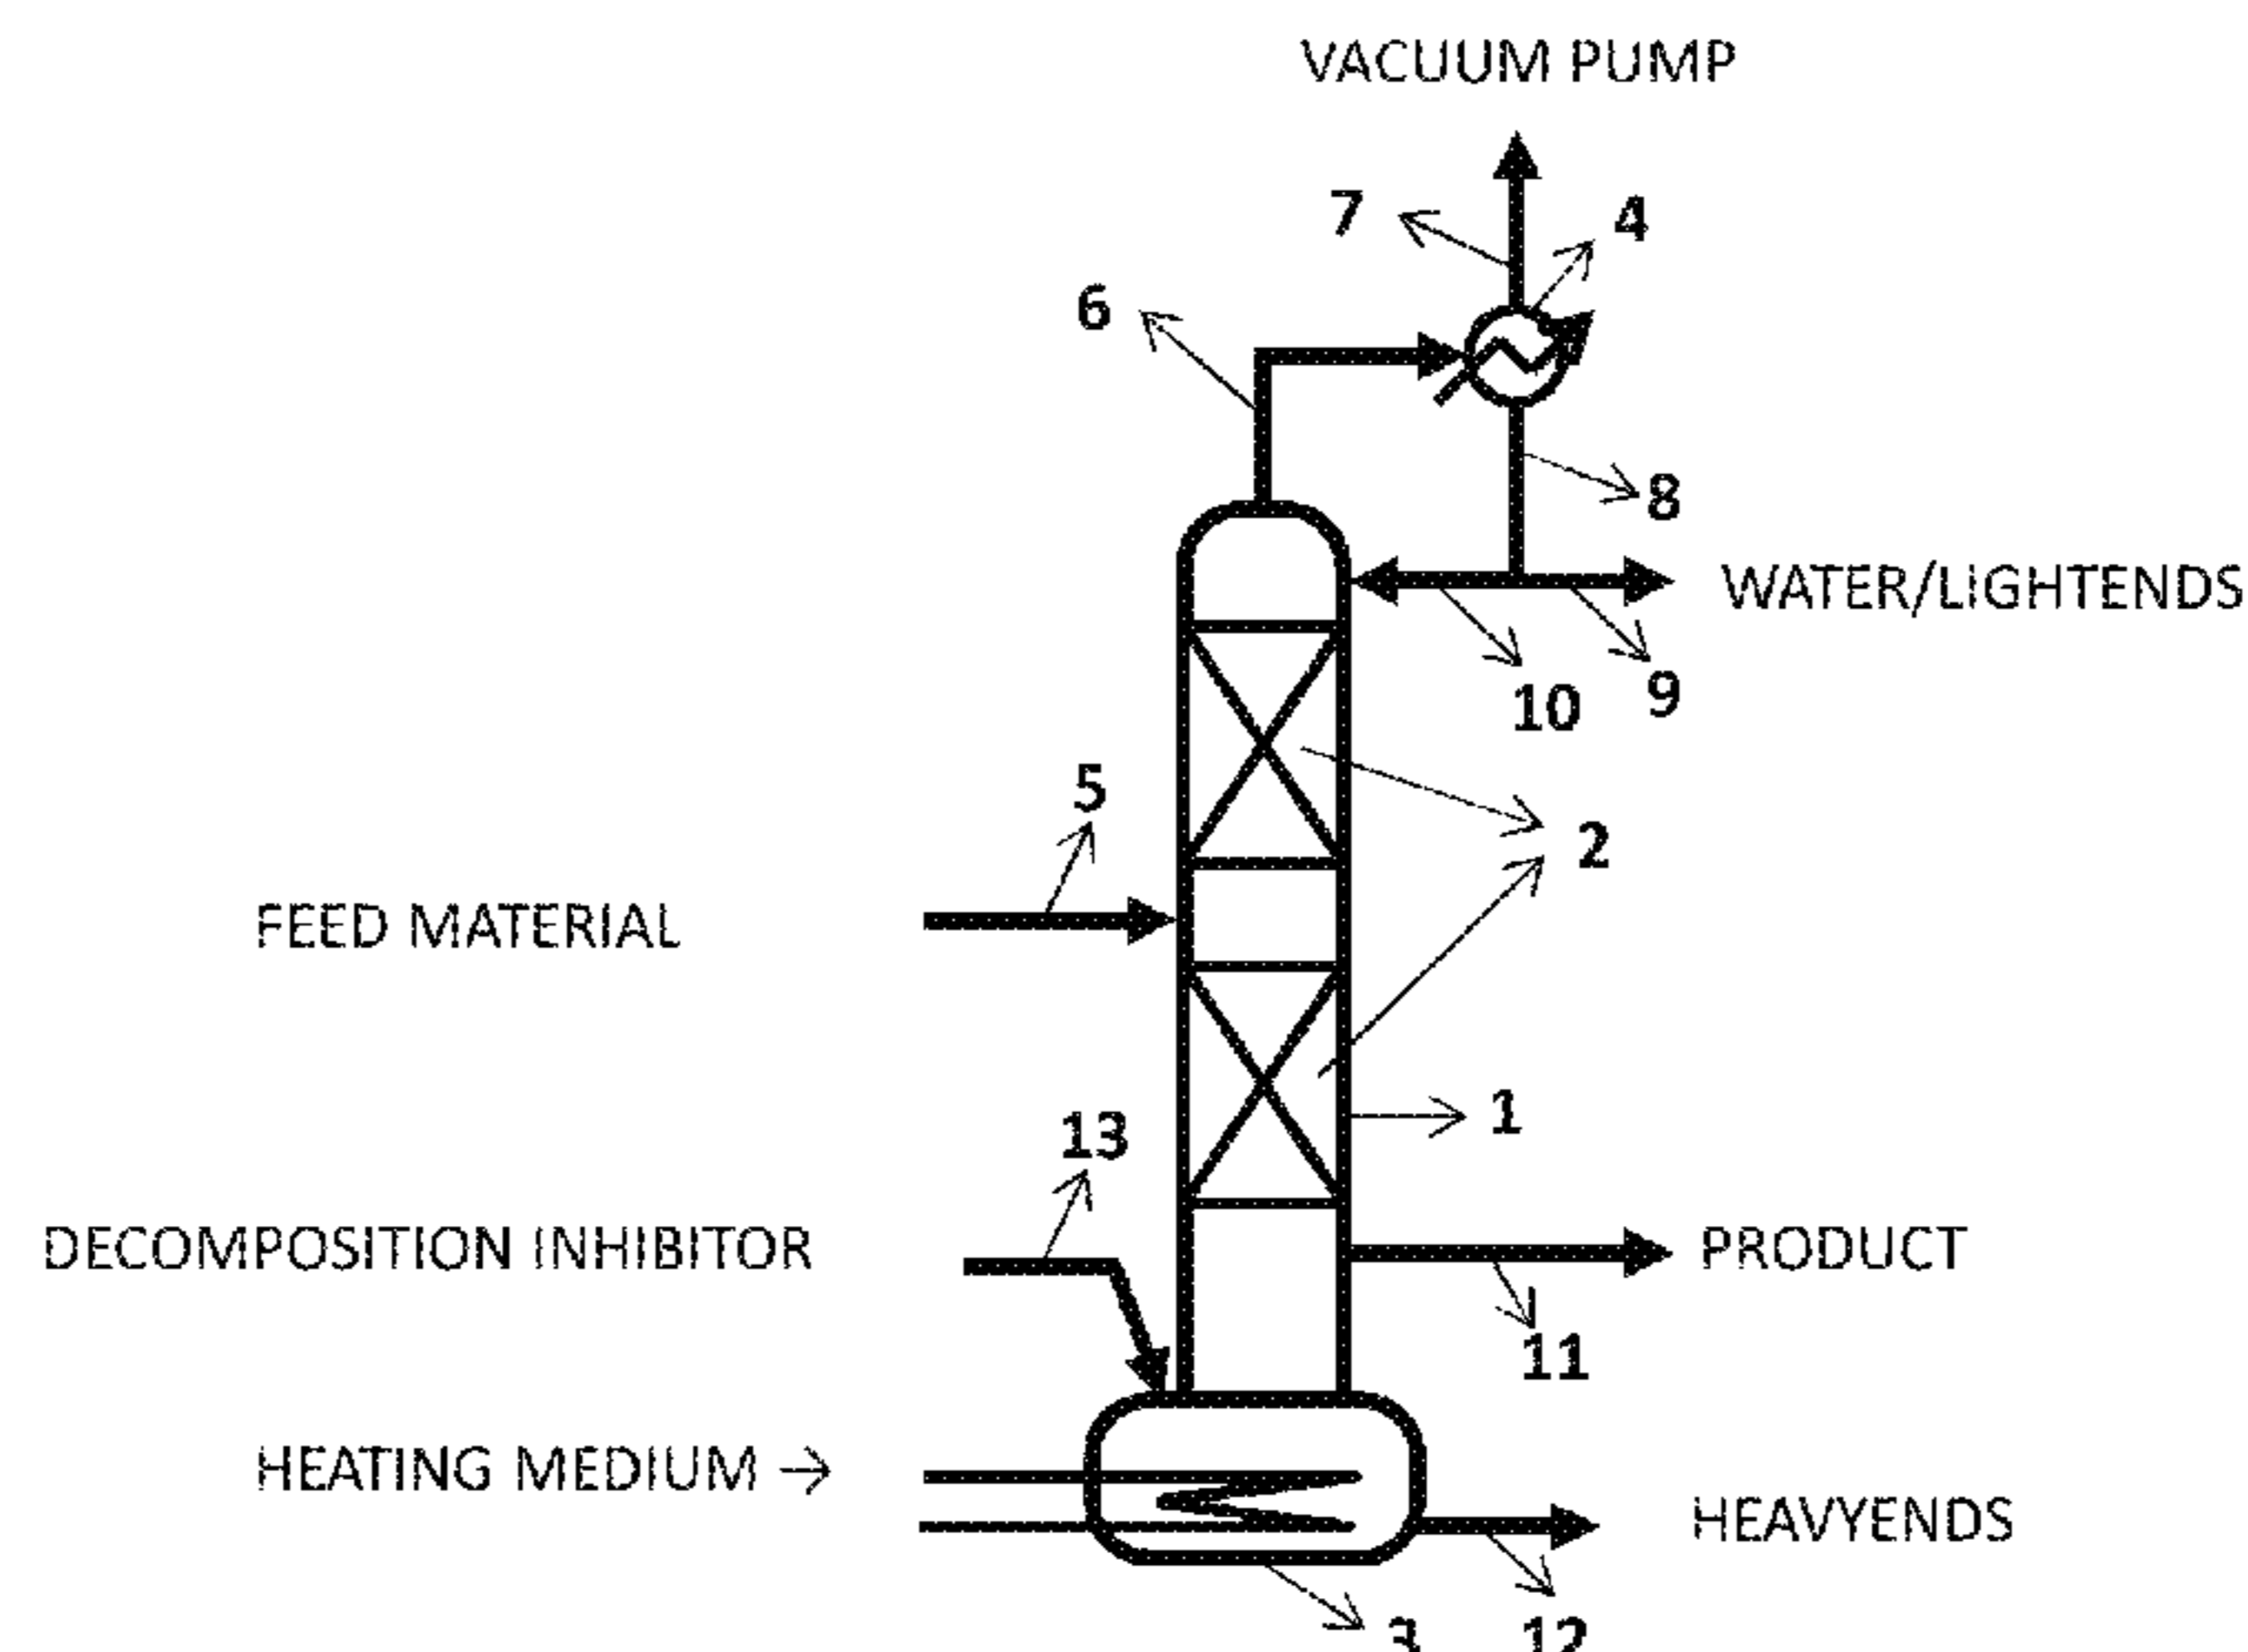 VACUUM PUMP
7
4
6
8
WATER/LIGHTENDS
10
9
5
2
FEED MATERIAL
1
13
DECOMPOSITION INHIBITOR
PRODUCT
11
HEATING MEDIUM →
HEAVYENDS
3
12